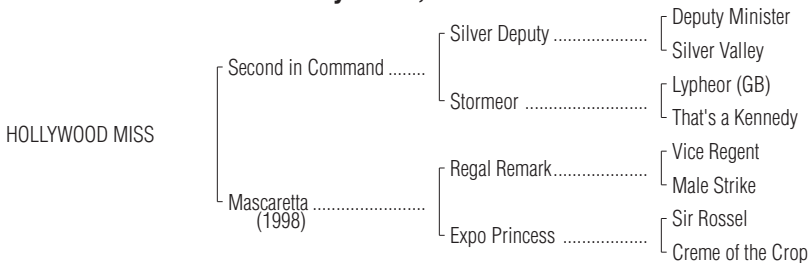 Deputy Minister
Silver Deputy ..................
Silver Valley
Second in Command ........
Lypheor (GB)
Stormeor .......................
That's a Kennedy
HOLLYWOOD MISS
Vice Regent
Regal Remark..................
Male Strike
Mascaretta .....................
(1998)
Sir Rossel
Expo Princess ................
Creme of the Crop